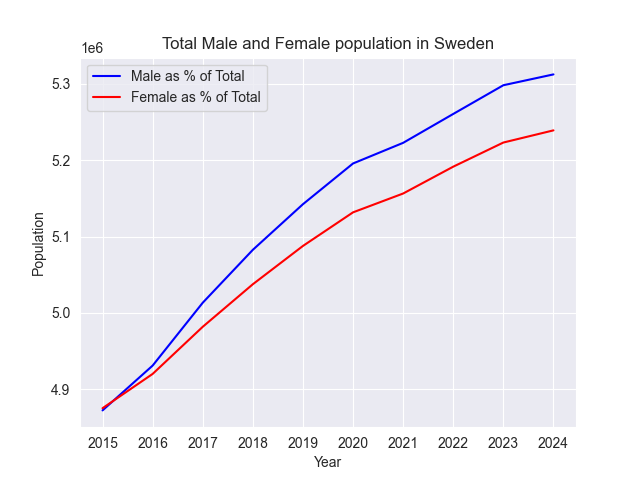 Total Male and Female population in Sweden
1e6
Male as % of Total
Female as % of Total
5.3
5.2
5.1
5.0
4.9
Population
2015 2016 2017 2018 2019 2020 2021 2022 2023 2024
Year